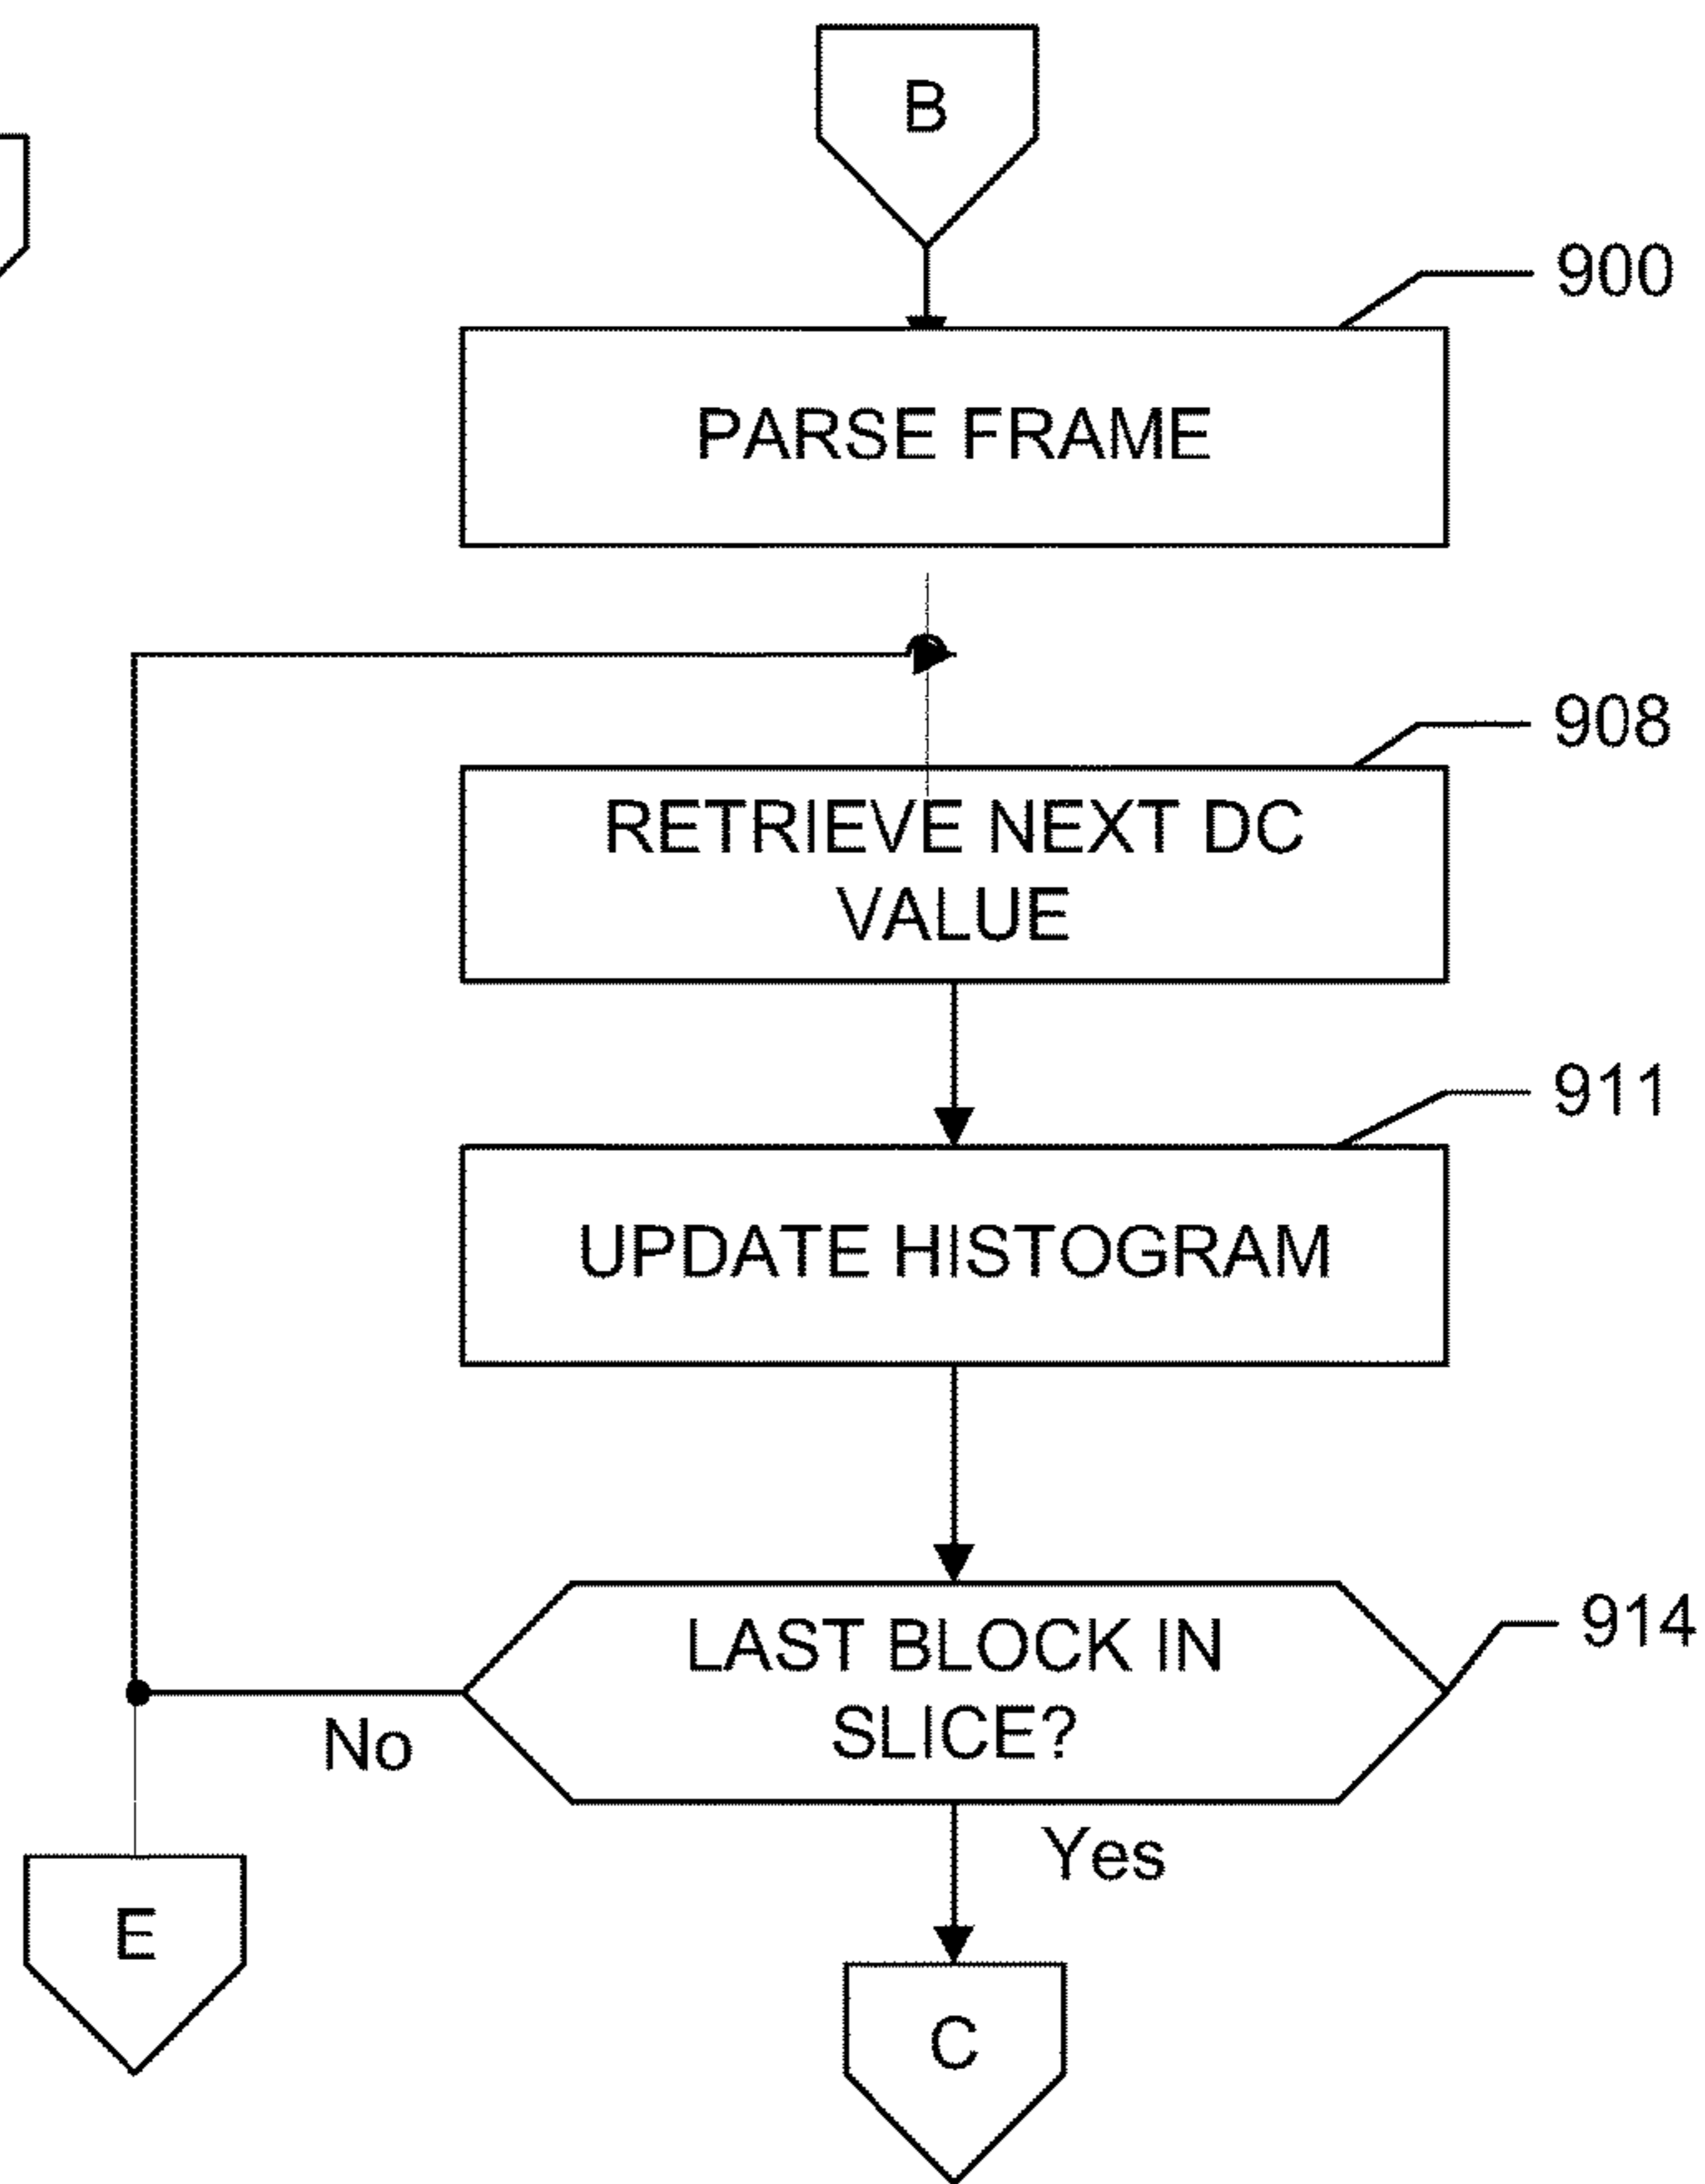 B
900
PARSE FRAME
908
RETRIEVE NEXT DC
VALUE
911
UPDATE HISTOGRAM
914
LAST BLOCK IN
SLICE?
No
Yes
E
C